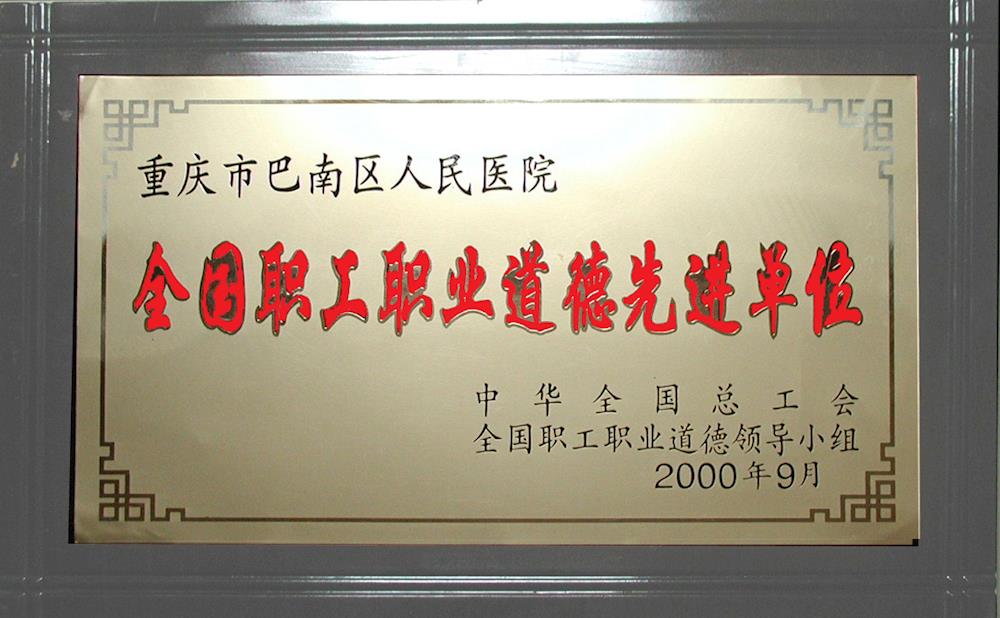 重庆市巴南区人民医院
全国职工职业道德先进单位
中华全国总工会
全国职工职业道德领导小组
2000年9月